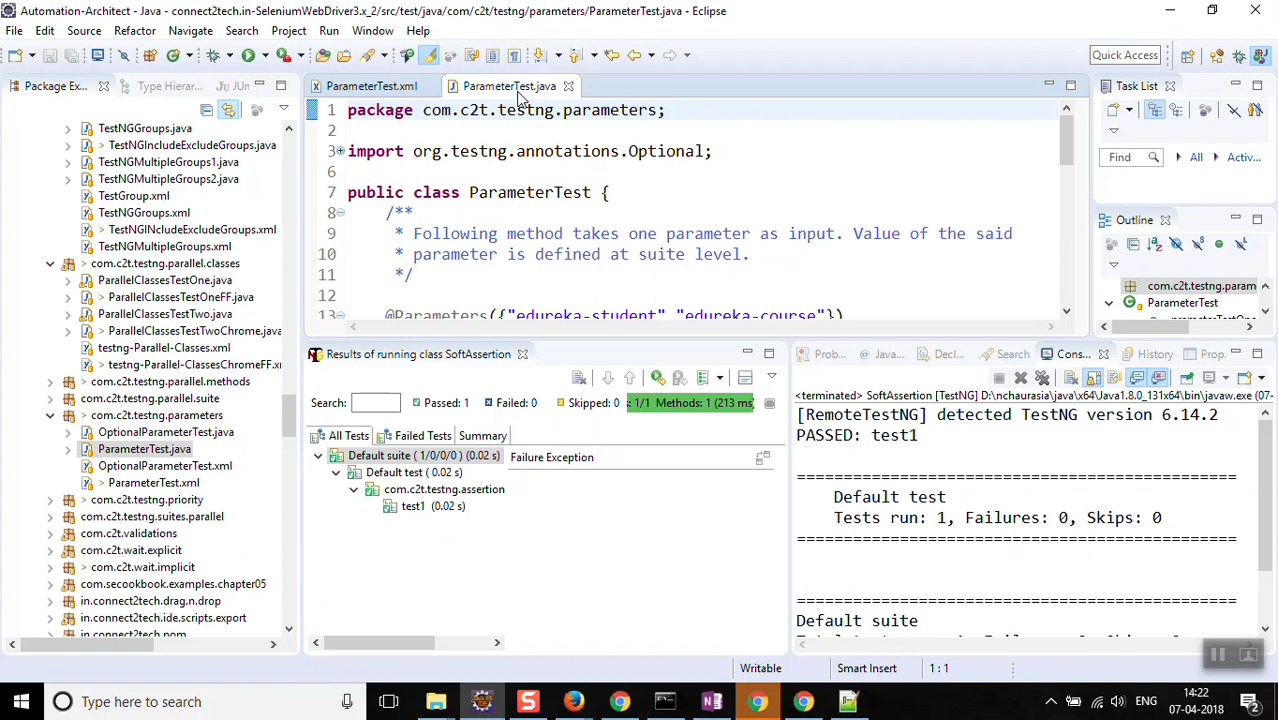 Automation-Architect - Java - connect2tech.in-SeleniumWebDriver3.x_2/src/test/java/com/c2t/testng/parameters/ParameterTest.java - Eclipse
File Edit Source Refactor Navigate Search Project Run Window Help
Quick Access
Package Ex... Type Hierar... JUn
TestNGGroups.java
> TestNGIncludeExcludeGroups.java
TestNGMultipleGroups1.java
TestNGMultipleGroups2.java
TestGroup.xml
TestNGGroups.xml
> TestNGINcludeExcludeGroups.xml
TestNGMultipleGroups.xml
com.c2t.testng.parallel.classes
ParallelClassesTestOne.java
> ParallelClassesTestOneFF.java
ParallelClassesTestTwo.java
> ParallelClassesTestTwoChrome.java
testng-Parallel-Classes.xml
> testng-Parallel-ClassesChromeFF.x
com.c2t.testng.parallel.methods
com.c2t.testng.parallel.suite
com.c2t.testng.parameters
OptionalParameterTest.java
ParameterTest.java
OptionalParameterTest.xml
> ParameterTest.xml
com.c2t.testng.priority
com.c2t.testng.suites.parallel
com.c2t.validations
com.c2t.wait.explicit
> com.c2t.wait.implicit
com.secookbook.examples.chapter05
in.connect2tech.drag.n.drop
in.connect2tech.ide.scripts.export
in.connect2tech.pom
ParameterTest.xml ParameterTest.java
1 package com.c2t.testng.parameters;
2
3 import org.testng.annotations.Optional;
6
7 public class ParameterTest {
8 /**
9 * Following method takes one parameter as input. Value of the said
10 * parameter is defined at suite level.
11 */
12
13 @Parameters({"edureka-student" "edureka-course"})
Task List
Find All Activ...
Outline
com.c2t.testng.param
ParameterTest
Results of running class SoftAssertion
Search: Passed: 1 Failed: 0 Skipped: 0 : 1/1 Methods: 1 (213 ms)
All Tests Failed Tests Summary
Default suite ( 1/0/0/0 ) (0.02 s)
Default test ( 0.02 s)
com.c2t.testng.assertion
test1 (0.02 s)
Failure Exception
Prob... Java... Decl... Search Cons... History Prop.
<terminated> SoftAssertion [TestNG] D:\nchaurasia\java\x64\Java1.8.0_131x64\bin\javaw.exe (07-
[RemoteTestNG] detected TestNG version 6.14.2
PASSED: test1
===============================================
Default test
Tests run: 1, Failures: 0, Skips: 0
===============================================
===============================================
Default suite
Writable Smart Insert 1 : 1
Type here to search
ENG
14:22
07-04-2018
2